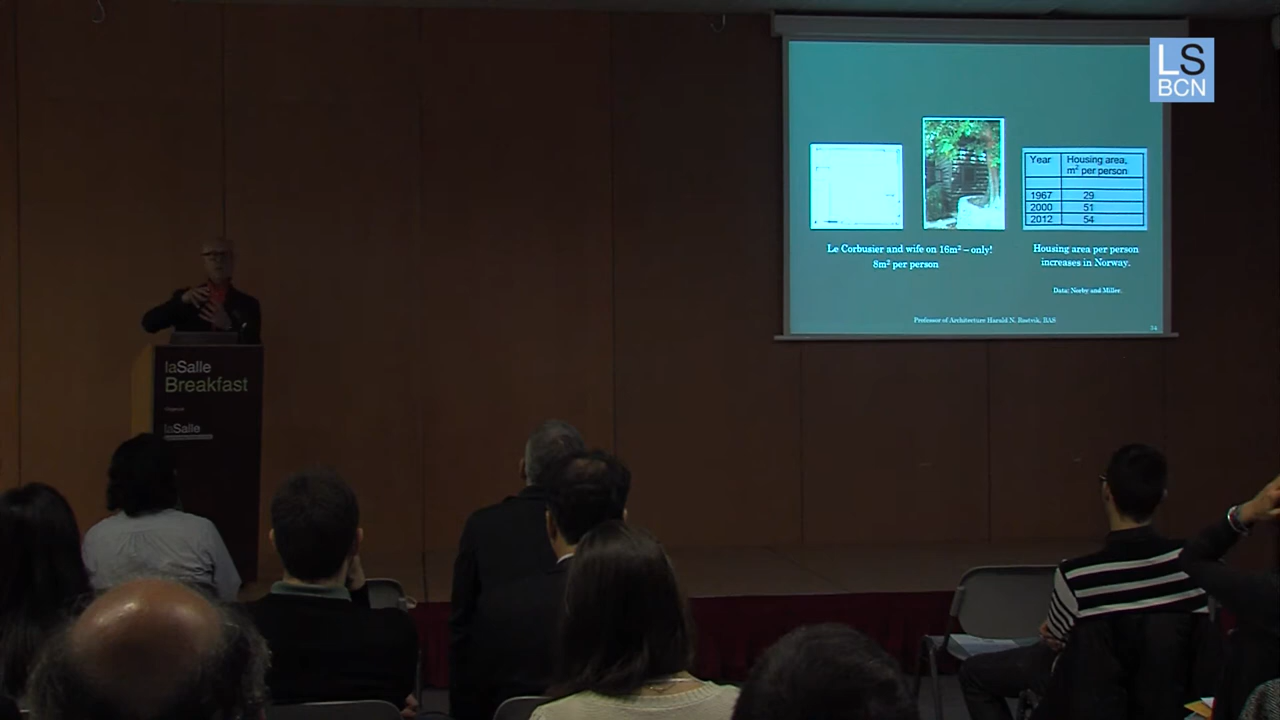 LS
BCN
Year Housing area,
m² per person
1967 29
2000 51
2012 54
Le Corbusier and wife on 16m² – only!
8m² per person
Housing area per person
increases in Norway.
Data: Norby and Miller.
Professor of Architecture Harald N. Røstvik, BAS
laSalle
Breakfast
laSalle